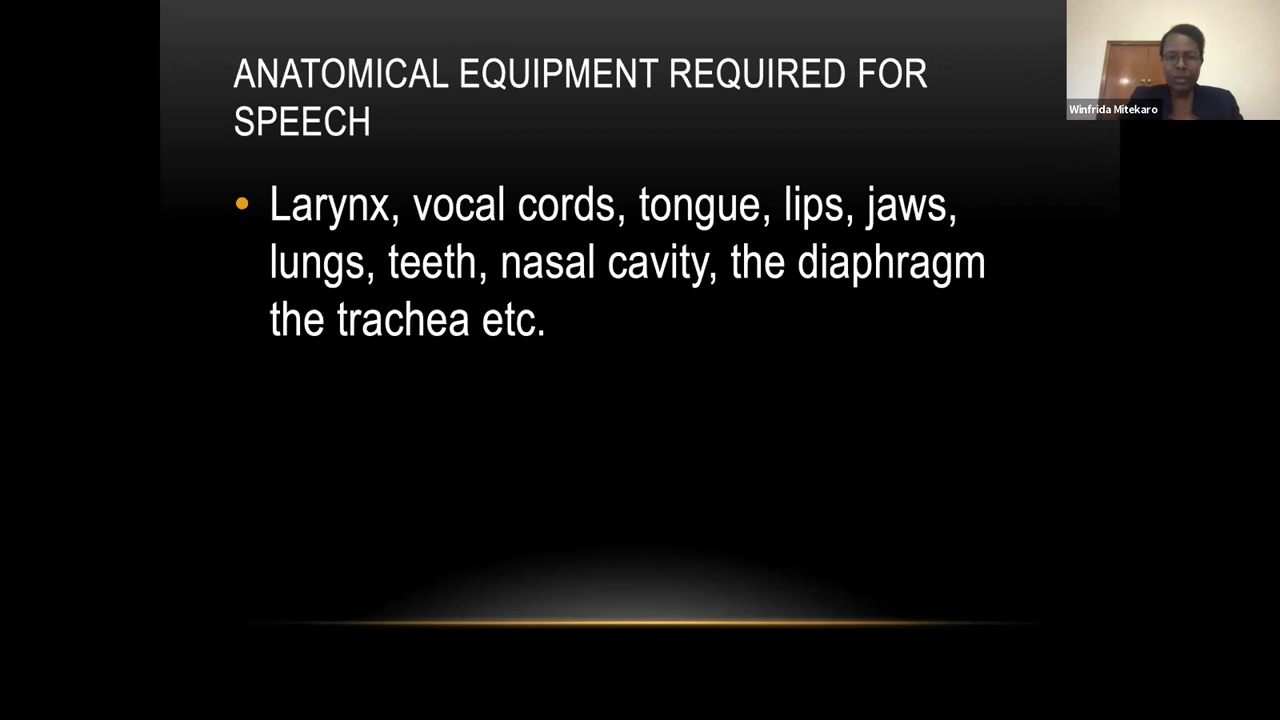 ANATOMICAL EQUIPMENT REQUIRED FOR
SPEECH
• Larynx, vocal cords, tongue, lips, jaws,
lungs, teeth, nasal cavity, the diaphragm
the trachea etc.
Winfrida Mitekaro